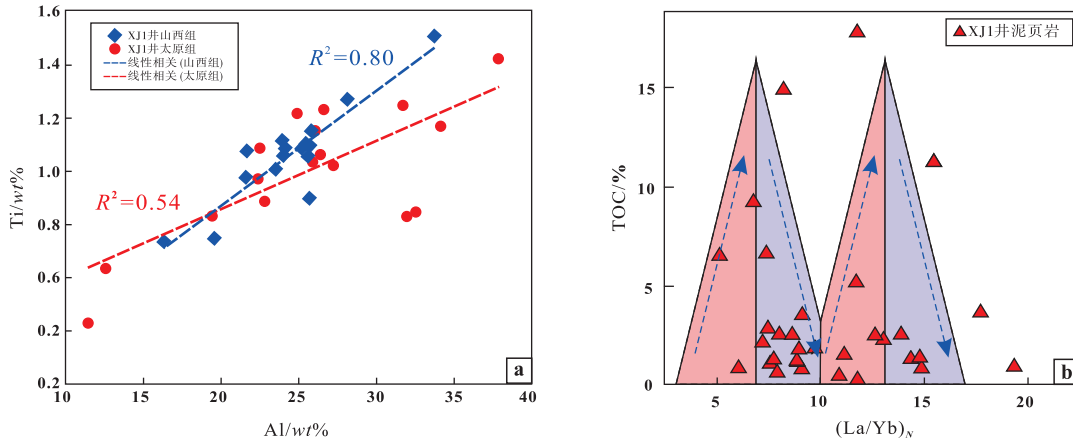 1.6
1.4
1.2
1.0
0.8
0.6
0.2
0.2
Ti/wt%
XJ1井山西组
XJ1井太原组
线性相关 (山西组)
线性相关 (太原组)
R²=0.80
R²=0.54
a
10 15 20 25 30 35 40
Al/wt%
15
10
5
0
TOC/%
XJ1井泥页岩
b
5 10 15 20
(La/Yb)N